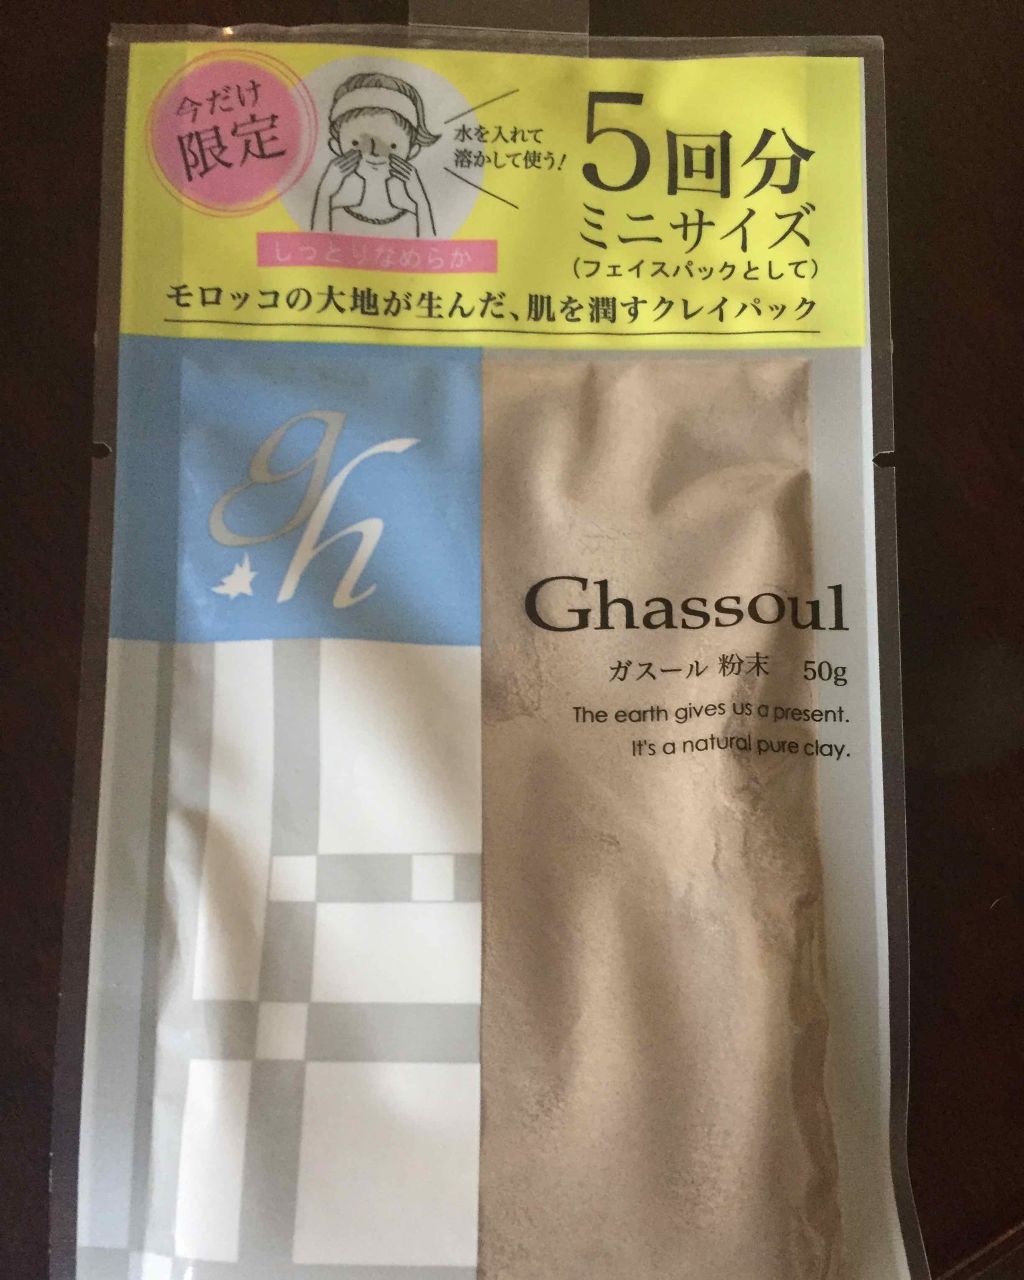 今だけ
限定
水を入れて
溶かして使う!
5回分
ミニサイズ
(フェイスパックとして)
しっとりなめらか
モロッコの大地が生んだ、肌を潤すクレイパック
gh
Ghassoul
ガスール 粉末 50g
The earth gives us a present.
It's a natural pure clay.